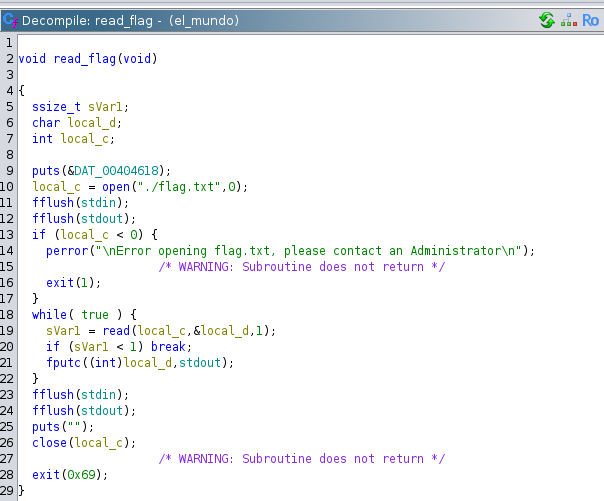 Decompile: read_flag - (el_mundo)
Ro
1
2 void read_flag(void)
3
4 {
5 ssize_t sVar1;
6 char local_d;
7 int local_c;
8
9 puts(&DAT_00404618);
10 local_c = open("./flag.txt",0);
11 fflush(stdin);
12 fflush(stdout);
13 if (local_c < 0) {
14 perror("\nError opening flag.txt, please contact an Administrator\n");
15 /* WARNING: Subroutine does not return */
16 exit(1);
17 }
18 while( true ) {
19 sVar1 = read(local_c,&local_d,1);
20 if (sVar1 < 1) break;
21 fputc((int)local_d,stdout);
22 }
23 fflush(stdin);
24 fflush(stdout);
25 puts("");
26 close(local_c);
27 /* WARNING: Subroutine does not return */
28 exit(0x69);
29 }